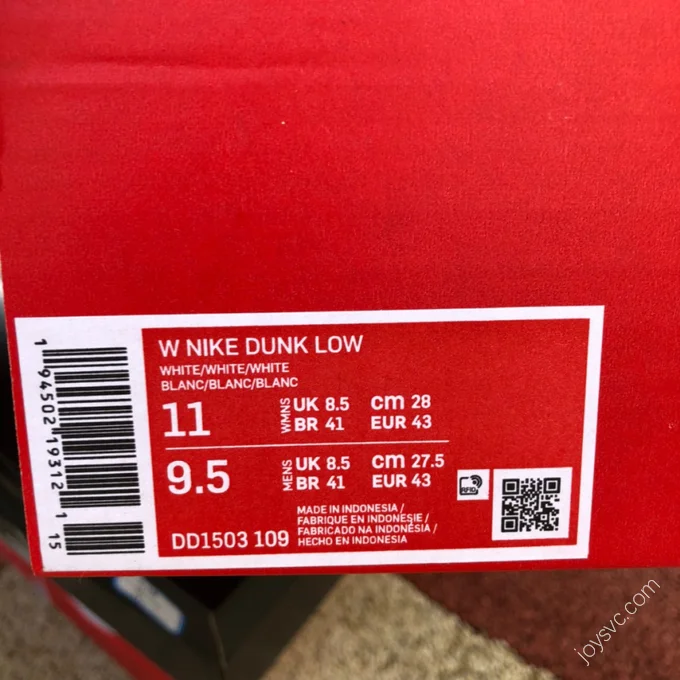 W NIKE DUNK LOW
WHITE/WHITE/WHITE
BLANC/BLANC/BLANC
11 WMNS UK 8.5 cm 28
BR 41 EUR 43
9.5 MENS UK 8.5 cm 27.5
BR 41 EUR 43
RFID
DD1503 109
MADE IN INDONESIA /
FABRIQUE EN INDONESIE /
FABRICADO NA INDONÉSIA /
HECHO EN INDONESIA
1 94502 19312 1 15
joysvc.com